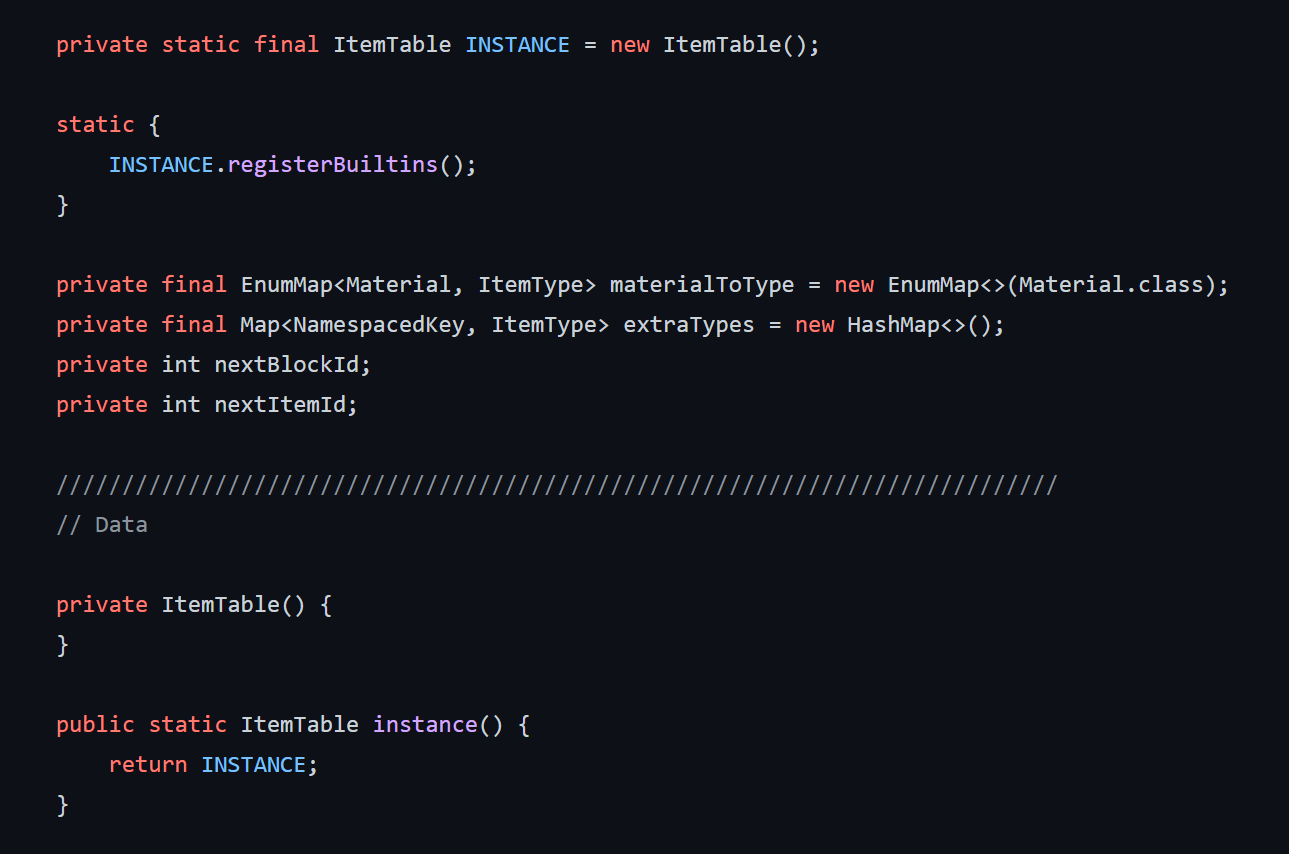 private static final ItemTable INSTANCE = new ItemTable();
static {
INSTANCE.registerBuiltins();
}
private final EnumMap<Material, ItemType> materialToType = new EnumMap<>(Material.class);
private final Map<NamespacedKey, ItemType> extraTypes = new HashMap<>();
private int nextBlockId;
private int nextItemId;
////////////////////////////////////////////////////////////////////////////
// Data
private ItemTable() {
}
public static ItemTable instance() {
return INSTANCE;
}